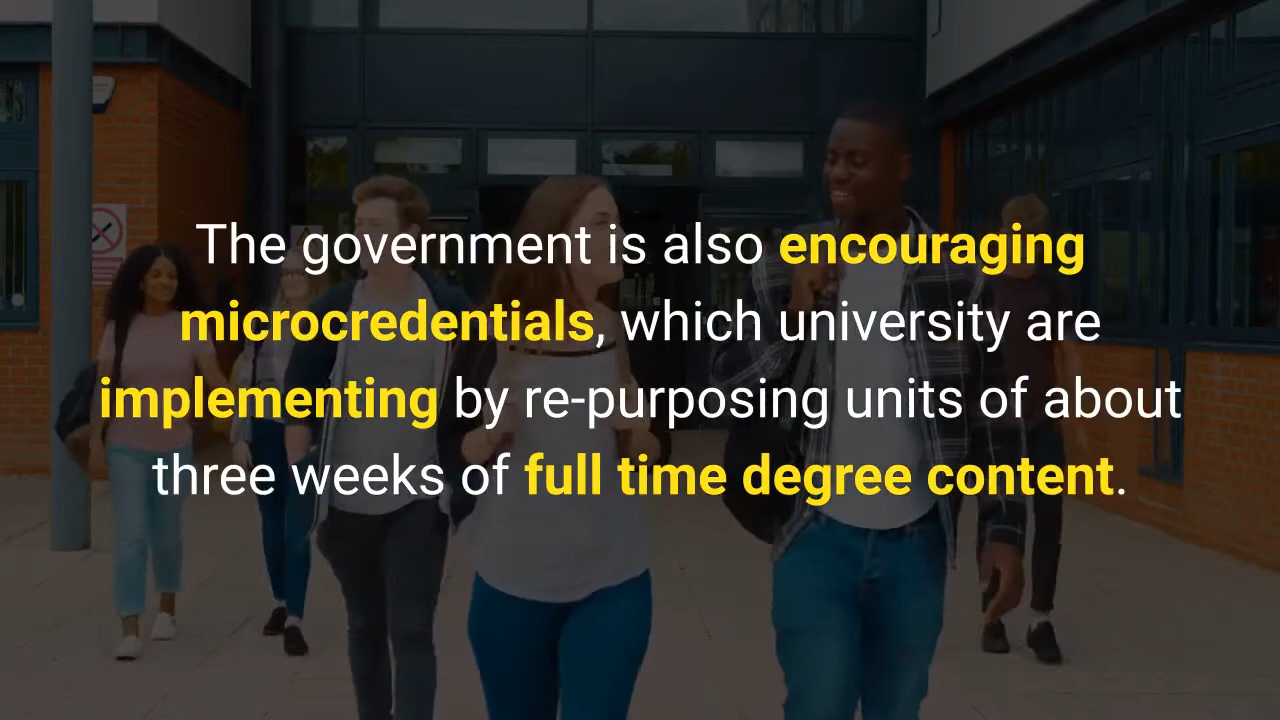 The government is also encouraging
microcredentials, which university are
implementing by re-purposing units of about
three weeks of full time degree content.